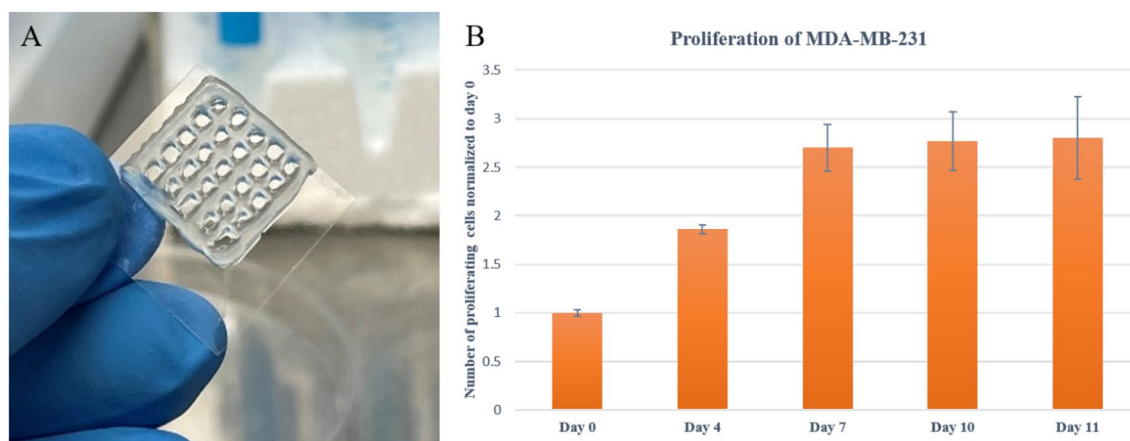 A
B
Proliferation of MDA-MB-231
Number of proliferating cells normalized to day 0
3.5
3
2.5
2
1.5
1
0.5
0
Day 0 Day 4 Day 7 Day 10 Day 11